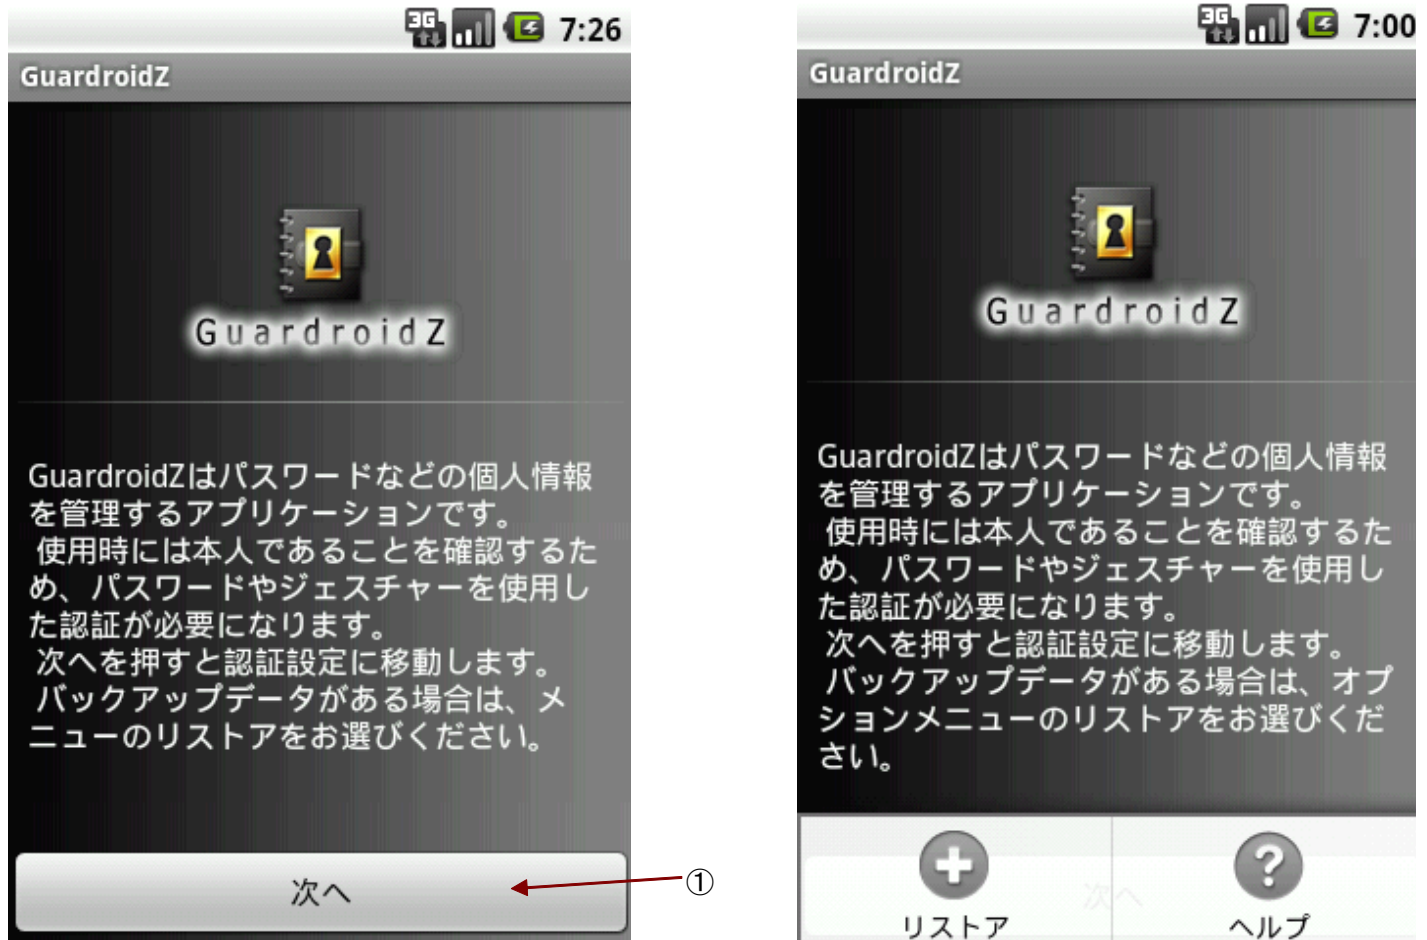 3G 7:26
GuardroidZ
GuardroidZ
GuardroidZはパスワードなどの個人情報
を管理するアプリケーションです。
使用時には本人であることを確認するた
め、パスワードやジェスチャーを使用し
た認証が必要になります。
次へを押すと認証設定に移動します。
バックアップデータがある場合は、メ
ニューのリストアをお選びください。
次へ
①
3G 7:00
GuardroidZ
GuardroidZ
GuardroidZはパスワードなどの個人情報
を管理するアプリケーションです。
使用時には本人であることを確認するた
め、パスワードやジェスチャーを使用し
た認証が必要になります。
次へを押すと認証設定に移動します。
バックアップデータがある場合は、オプ
ションメニューのリストアをお選びくだ
さい。
次へ
リストア ヘルプ